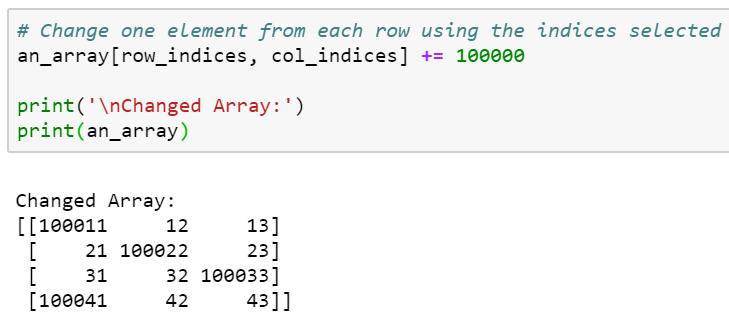 # Change one element from each row using the indices selected
an_array[row_indices, col_indices] += 100000
print('\nChanged Array:')
print(an_array)
Changed Array:
[[100011     12     13]
 [    21 100022     23]
 [    31     32 100033]
 [100041     42     43]]